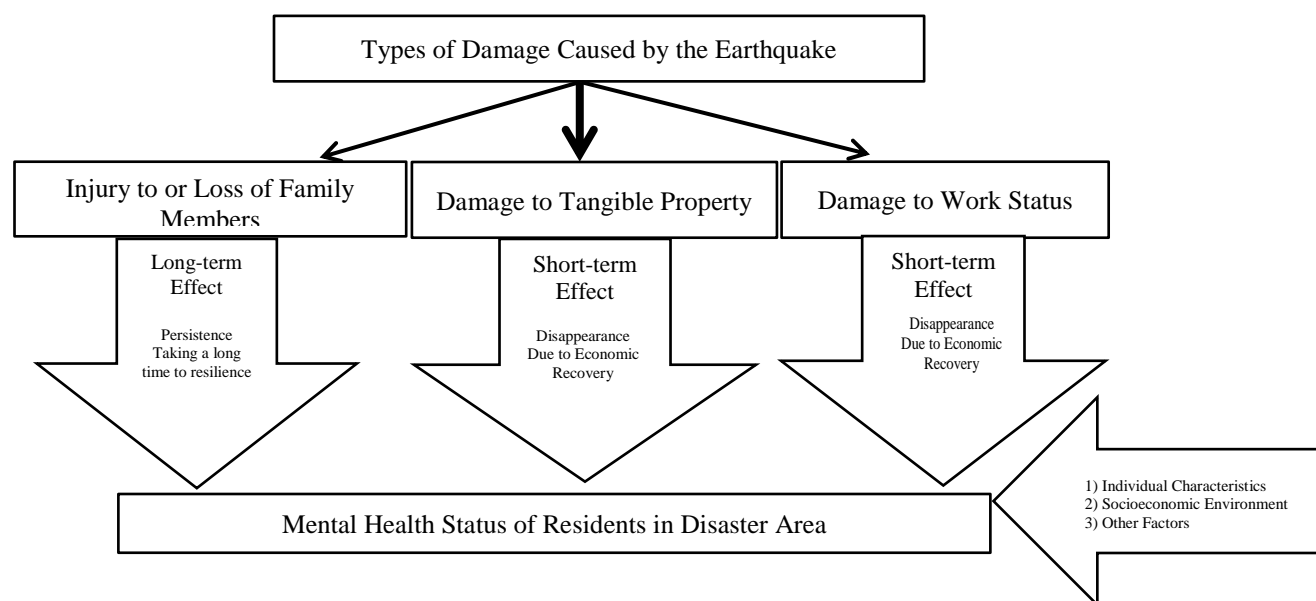 Types of Damage Caused by the Earthquake
Injury to or Loss of Family
Members
Damage to Tangible Property
Damage to Work Status
Long-term
Effect
Persistence
Taking a long
time to resilience
Short-term
Effect
Disappearance
Due to Economic
Recovery
Short-term
Effect
Disappearance
Due to Economic
Recovery
1) Individual Characteristics
2) Socioeconomic Environment
3) Other Factors
Mental Health Status of Residents in Disaster Area